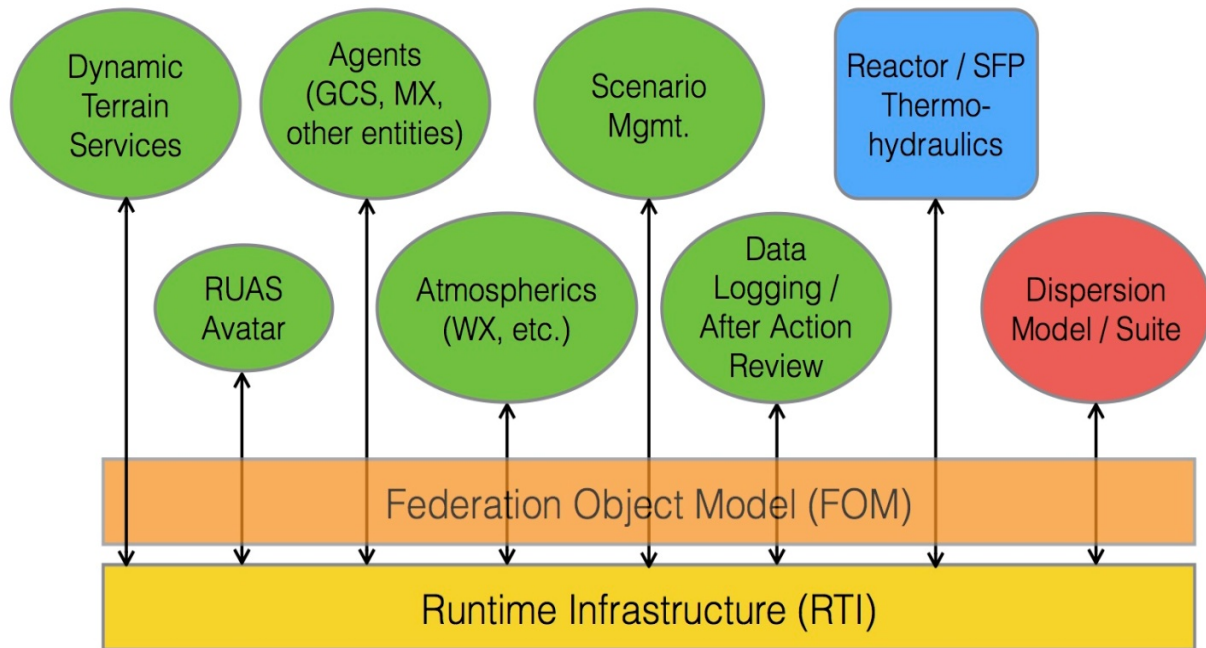 Dynamic
Terrain
Services
Agents
(GCS, MX,
other entities)
Scenario
Mgmt.
Reactor / SFP
Thermo-
hydraulics
RUAS
Avatar
Atmospherics
(WX, etc.)
Data
Logging /
After Action
Review
Dispersion
Model / Suite
Federation Object Model (FOM)
Runtime Infrastructure (RTI)